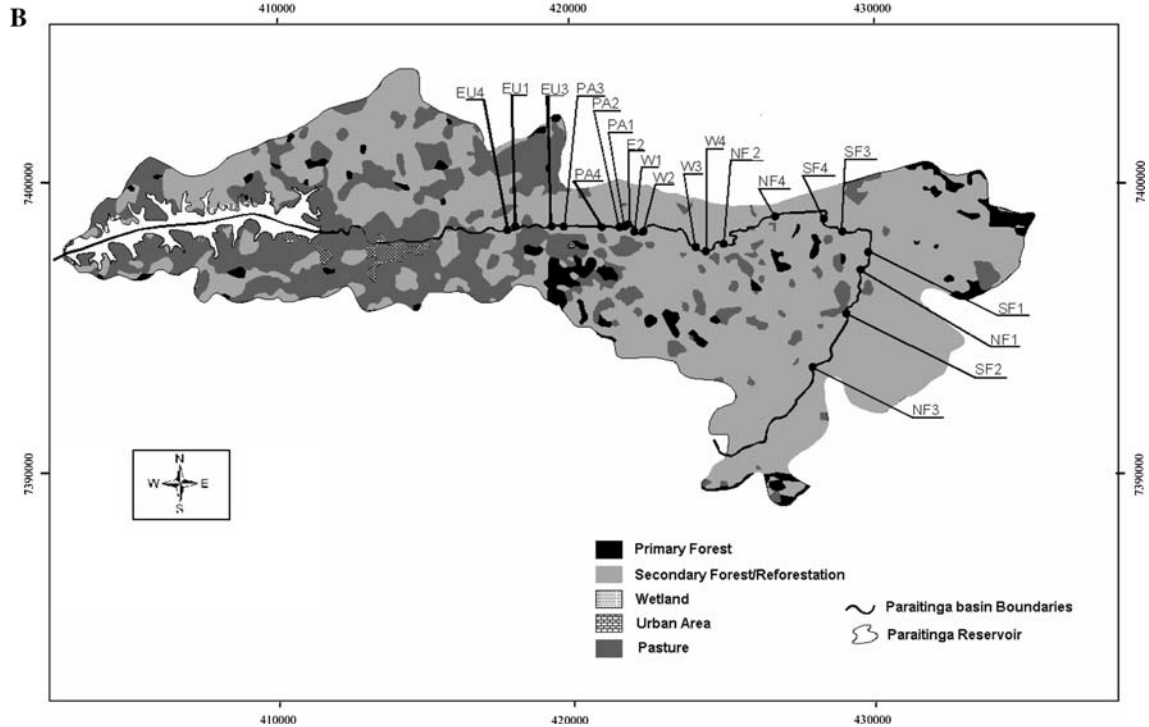 B
410000
420000
430000
EU4
EU1
EU3
PA3
PA2
PA1
E2
W1
W2
PA4
W3
W4
NF2
NF4
SF4
SF3
7400000
7400000
SF1
NF1
SF2
NF3
7390000
7390000
N
W E
S
Primary Forest
Secondary Forest/Reforestation
Wetland
Urban Area
Pasture
Paraitinga basin Boundaries
Paraitinga Reservoir
410000
420000
430000